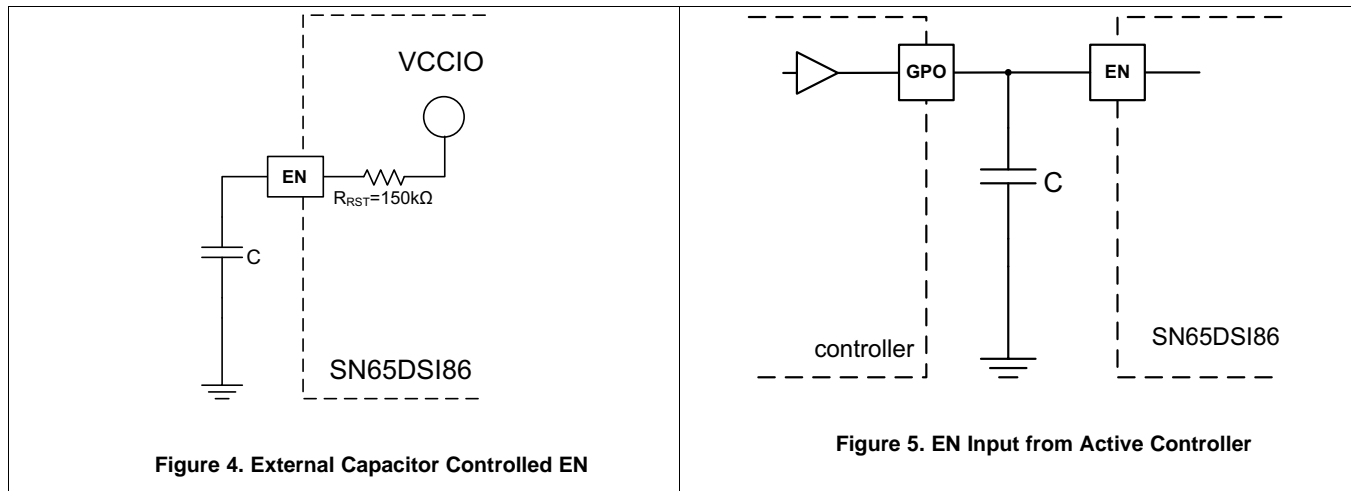 VCCIO
EN
R_RST=150kΩ
C
SN65DSI86
Figure 4. External Capacitor Controlled EN
GPO
EN
C
controller
SN65DSI86
Figure 5. EN Input from Active Controller